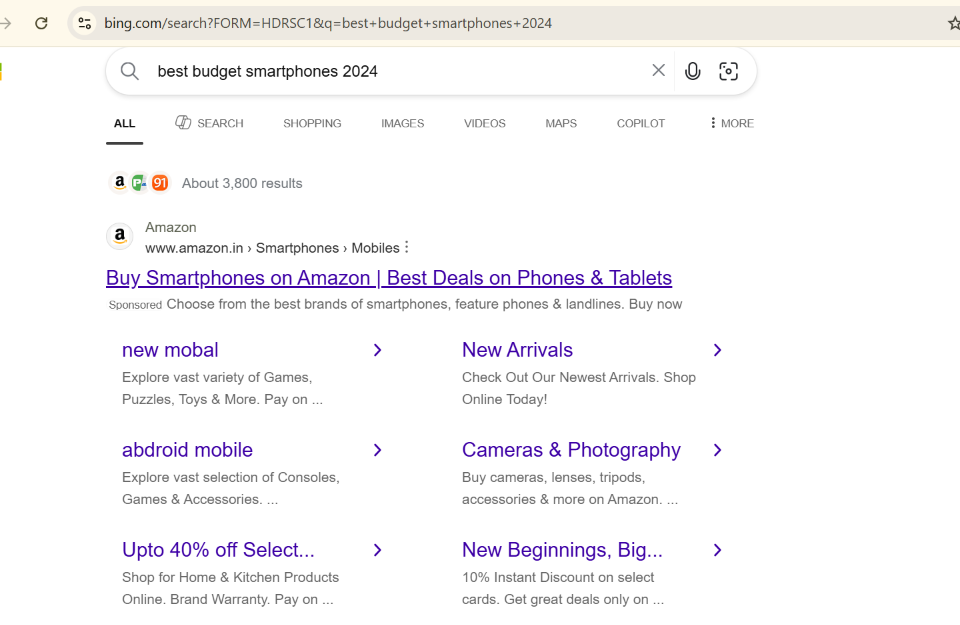 bing.com/search?FORM=HDRSC1&q=best+budget+smartphones+2024
best budget smartphones 2024
ALL SEARCH SHOPPING IMAGES VIDEOS MAPS COPILOT MORE
a P 91 About 3,800 results
a Amazon
www.amazon.in › Smartphones › Mobiles
Buy Smartphones on Amazon | Best Deals on Phones & Tablets
Sponsored Choose from the best brands of smartphones, feature phones & landlines. Buy now
new mobal
Explore vast variety of Games,
Puzzles, Toys & More. Pay on ...
New Arrivals
Check Out Our Newest Arrivals. Shop
Online Today!
abdroid mobile
Explore vast selection of Consoles,
Games & Accessories. ...
Cameras & Photography
Buy cameras, lenses, tripods,
accessories & more on Amazon. ...
Upto 40% off Select...
Shop for Home & Kitchen Products
Online. Brand Warranty. Pay on ...
New Beginnings, Big...
10% Instant Discount on select
cards. Get great deals only on ...